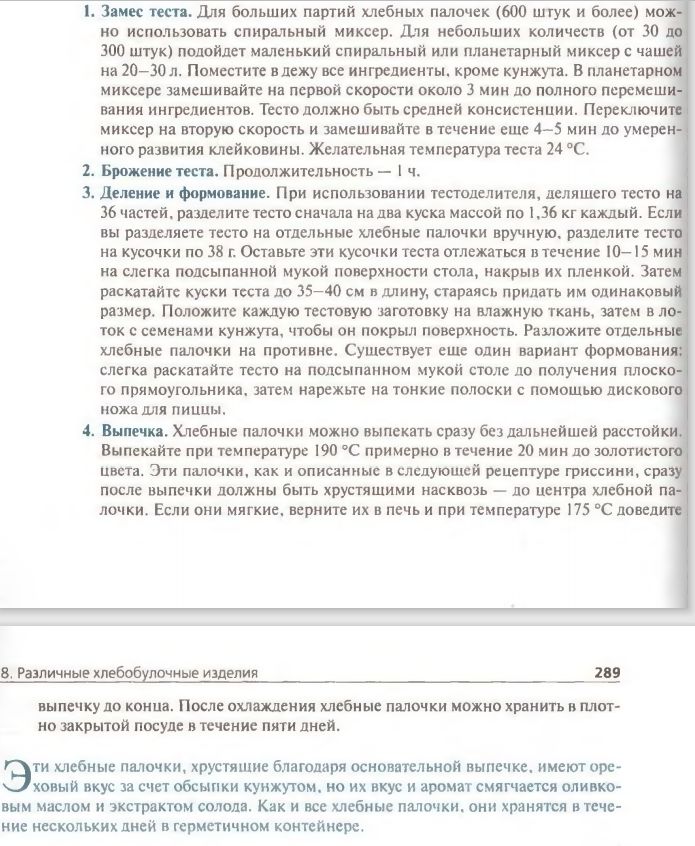 1. Замес теста. Для больших партий хлебных палочек (600 штук и более) мож-
но использовать спиральный миксер. Для небольших количеств (от 30 до
300 штук) подойдет маленький спиральный или планетарный миксер с чашей
на 20—30 л. Поместите в дежу все ингредиенты, кроме кунжута. В планетарном
миксере замешивайте на первой скорости около 3 мин до полного перемеши-
вания ингредиентов. Тесто должно быть средней консистенции. Переключите
миксер на вторую скорость и замешивайте в течение еще 4—5 мин до умерен-
ного развития клейковины. Желательная температура теста 24 °С.
2. Брожение теста. Продолжительность — 1 ч.
3. Деление и формование. При использовании тестоделителя, делящего тесто на
36 частей, разделите тесто сначала на два куска массой по 1,36 кг каждый. Если
вы разделяете тесто на отдельные хлебные палочки вручную, разделите тесто
на кусочки по 38 г. Оставьте эти кусочки теста отлежаться в течение 10—15 мин
на слегка подсыпанной мукой поверхности стола, накрыв их пленкой. Затем
раскатайте куски теста до 35—40 см в длину, стараясь придать им одинаковый
размер. Положите каждую тестовую заготовку на влажную ткань, затем в ло-
ток с семенами кунжута, чтобы он покрыл поверхность. Разложите отдельные
хлебные палочки на противне. Существует еще один вариант формования:
слегка раскатайте тесто на подсыпанном мукой столе до получения плоско-
го прямоугольника, затем нарежьте на тонкие полоски с помощью дискового
ножа для пиццы.
4. Выпечка. Хлебные палочки можно выпекать сразу без дальнейшей расстойки.
Выпекайте при температуре 190 °С примерно в течение 20 мин до золотистого
цвета. Эти палочки, как и описанные в следующей рецептуре гриссини, сразу
после выпечки должны быть хрустящими насквозь — до центра хлебной па-
лочки. Если они мягкие, верните их в печь и при температуре 175 °С доведите
8. Различные хлебобулочные изделия 289
выпечку до конца. После охлаждения хлебные палочки можно хранить в плот-
но закрытой посуде в течение пяти дней.
Эти хлебные палочки, хрустящие благодаря основательной выпечке, имеют оре-
ховый вкус за счет обсыпки кунжутом, но их вкус и аромат смягчается оливко-
вым маслом и экстрактом солода. Как и все хлебные палочки, они хранятся в тече-
ние нескольких дней в герметичном контейнере.